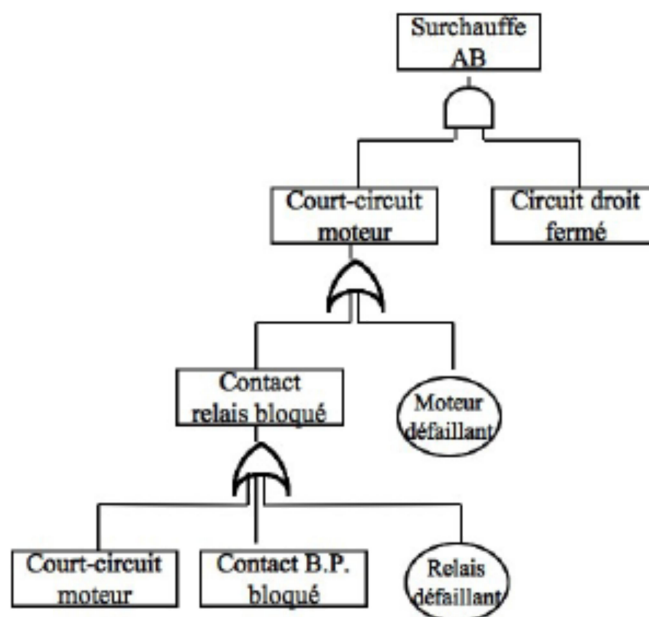 Surchauffe
AB
Court-circuit
moteur
Circuit droit
fermé
Contact
relais bloqué
Moteur
défaillant
Court-circuit
moteur
Contact B.P.
bloqué
Relais
défaillant